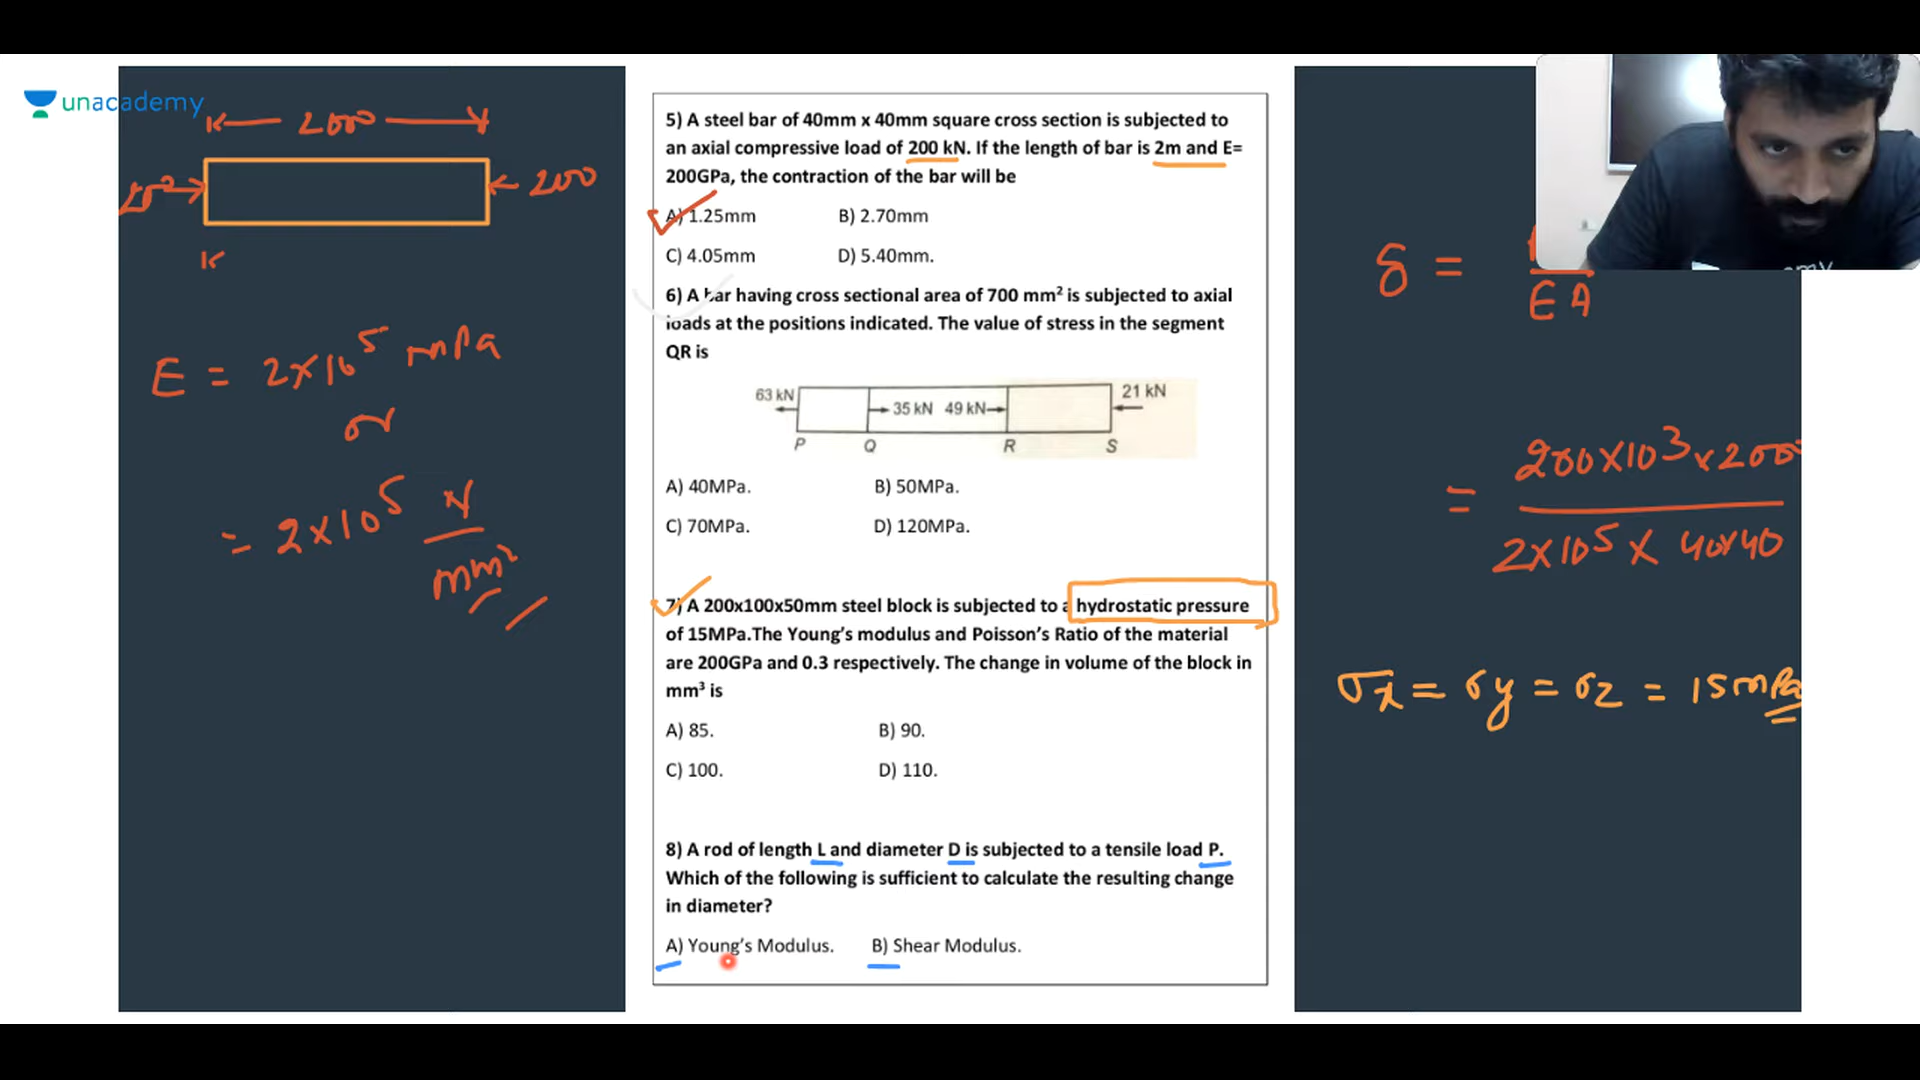 unacademy
2000
200
E = 2×10⁵ mPa
or
= 2×10⁵ N/mm²
5) A steel bar of 40mm x 40mm square cross section is subjected to
an axial compressive load of 200 kN. If the length of bar is 2m and E=
200GPa, the contraction of the bar will be
A) 1.25mm B) 2.70mm
C) 4.05mm D) 5.40mm.
6) A bar having cross sectional area of 700 mm² is subjected to axial
loads at the positions indicated. The value of stress in the segment
QR is
63 kN 35 kN 49 kN 21 kN
P Q R S
A) 40MPa. B) 50MPa.
C) 70MPa. D) 120MPa.
7) A 200x100x50mm steel block is subjected to a hydrostatic pressure
of 15MPa.The Young’s modulus and Poisson’s Ratio of the material
are 200GPa and 0.3 respectively. The change in volume of the block in
mm³ is
A) 85. B) 90.
C) 100. D) 110.
8) A rod of length L and diameter D is subjected to a tensile load P.
Which of the following is sufficient to calculate the resulting change
in diameter?
A) Young’s Modulus. B) Shear Modulus.
δ =
EA
= 200×10³×2000
2×10⁵ × 40×40
σx = σy = σz = 15mPa